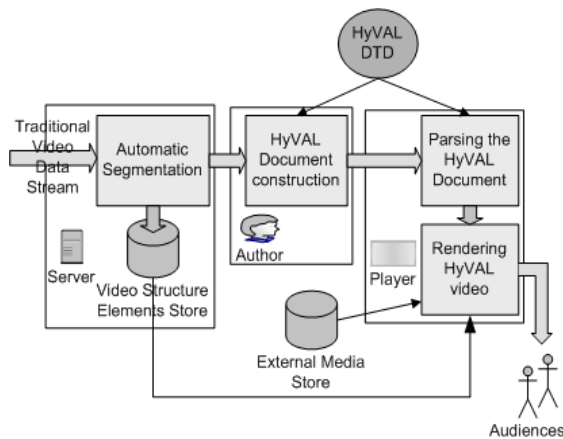 HyVAL
DTD
Traditional
Video
Data
Stream
Automatic
Segmentation
HyVAL
Document
construction
Parsing the
HyVAL
Document
Server
Video Structure
Elements Store
Author
Player
Rendering
HyVAL
video
External Media
Store
Audiences